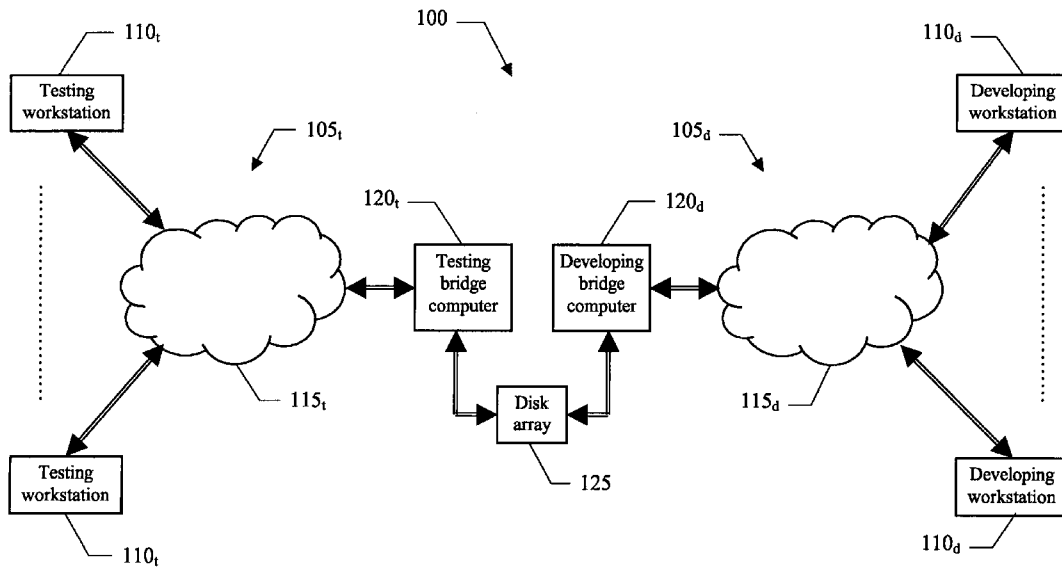 100
110t
110d
Testing
workstation
Developing
workstation
105t
105d
120t
120d
Testing
bridge
computer
Developing
bridge
computer
115t
115d
Disk
array
125
Testing
workstation
Developing
workstation
110t
110d